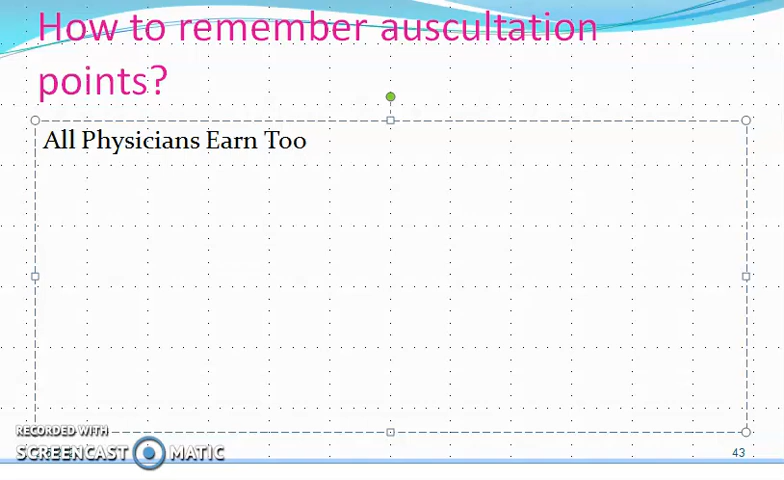 How to remember auscultation
points?
All Physicians Earn Too
RECORDED WITH
SCREENCAST MATIC
43